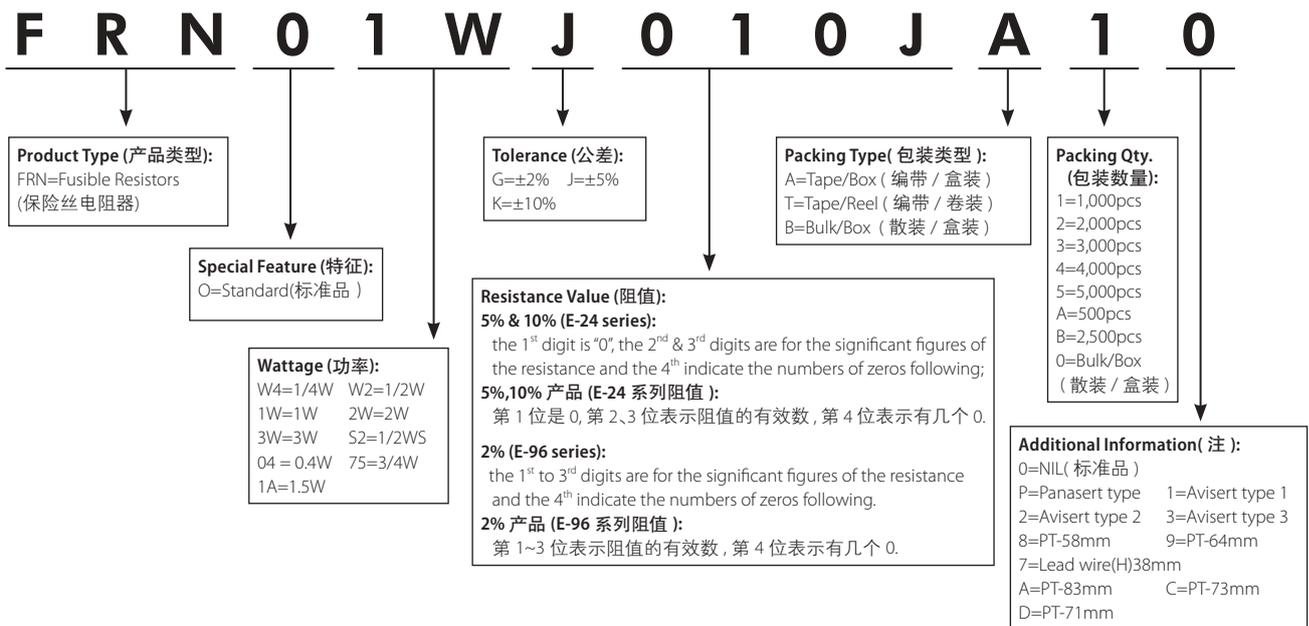 FRN01WJ010JA10
Product Type (产品类型):
FRN=Fusible Resistors
(保险丝电阻器)
Special Feature (特征):
O=Standard(标准品 )
Wattage (功率):
W4=1/4W W2=1/2W
1W=1W 2W=2W
3W=3W S2=1/2WS
04 = 0.4W 75=3/4W
1A=1.5W
Tolerance (公差):
G=±2% J=±5%
K=±10%
Resistance Value (阻值):
5% & 10% (E-24 series):
the 1st digit is “0”, the 2nd & 3rd digits are for the significant figures of
the resistance and the 4th indicate the numbers of zeros following;
5%,10% 产品 (E-24 系列阻值 ):
第 1 位是 0, 第 2、3 位表示阻值的有效数 , 第 4 位表示有几个 0.
2% (E-96 series):
the 1st to 3rd digits are for the significant figures of the resistance
and the 4th indicate the numbers of zeros following.
2% 产品 (E-96 系列阻值 ):
第 1~3 位表示阻值的有效数 , 第 4 位表示有几个 0.
Packing Type( 包装类型 ):
A=Tape/Box ( 编带 / 盒装 )
T=Tape/Reel ( 编带 / 卷装 )
B=Bulk/Box ( 散装 / 盒装 )
Packing Qty.
(包装数量):
1=1,000pcs
2=2,000pcs
3=3,000pcs
4=4,000pcs
5=5,000pcs
A=500pcs
B=2,500pcs
0=Bulk/Box
( 散装 / 盒装 )
Additional Information( 注 ):
0=NIL( 标准品 )
P=Panasert type 1=Avisert type 1
2=Avisert type 2 3=Avisert type 3
8=PT-58mm 9=PT-64mm
7=Lead wire(H)38mm
A=PT-83mm C=PT-73mm
D=PT-71mm